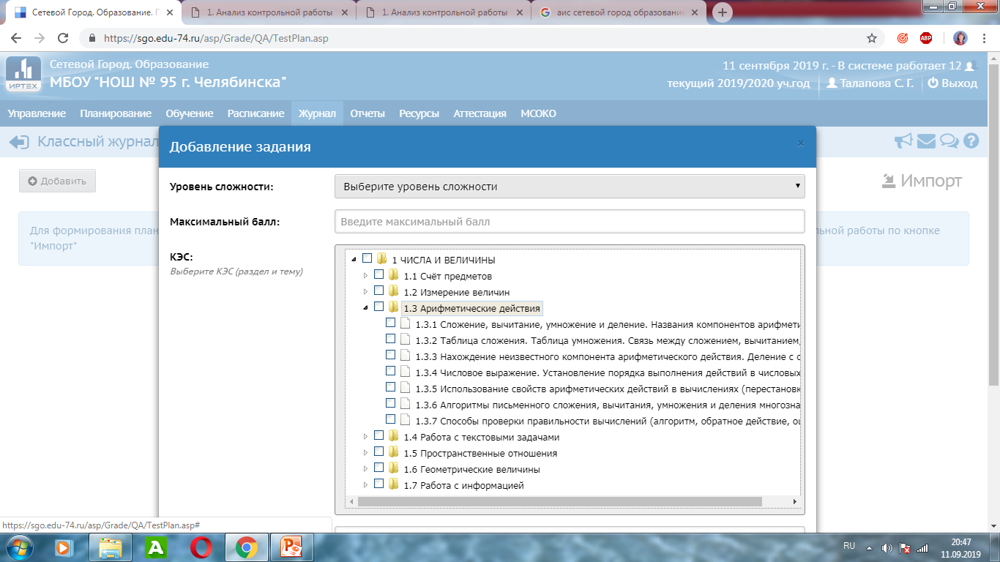 Сетевой Город. Образование. П
1. Анализ контрольной работы
1. Анализ контрольной работы
аис сетевой город образование
https://sgo.edu-74.ru/asp/Grade/QA/TestPlan.asp
ABP
Сетевой Город. Образование
МБОУ "НОШ № 95 г. Челябинска"
ИРТЕХ
11 сентября 2019 г. - В системе работает 12
текущий 2019/2020 уч.год
Талапова С. Г.
Выход
Управление Планирование Обучение Расписание Журнал Отчеты Ресурсы Аттестация МСОКО
Классный журнал
Добавление задания
Добавить
Импорт
Для формирования план
льной работы по кнопке
"Импорт"
Уровень сложности:
Выберите уровень сложности
Максимальный балл:
Введите максимальный балл
КЭС:
Выберите КЭС (раздел и тему)
1 ЧИСЛА И ВЕЛИЧИНЫ
1.1 Счёт предметов
1.2 Измерение величин
1.3 Арифметические действия
1.3.1 Сложение, вычитание, умножение и деление. Названия компонентов арифмети
1.3.2 Таблица сложения. Таблица умножения. Связь между сложением, вычитанием,
1.3.3 Нахождение неизвестного компонента арифметического действия. Деление с о
1.3.4 Числовое выражение. Установление порядка выполнения действий в числовых
1.3.5 Использование свойств арифметических действий в вычислениях (перестановк
1.3.6 Алгоритмы письменного сложения, вычитания, умножения и деления многозна
1.3.7 Способы проверки правильности вычислений (алгоритм, обратное действие, оц
1.4 Работа с текстовыми задачами
1.5 Пространственные отношения
1.6 Геометрические величины
1.7 Работа с информацией
https://sgo.edu-74.ru/asp/Grade/QA/TestPlan.asp#
RU
20:47
11.09.2019